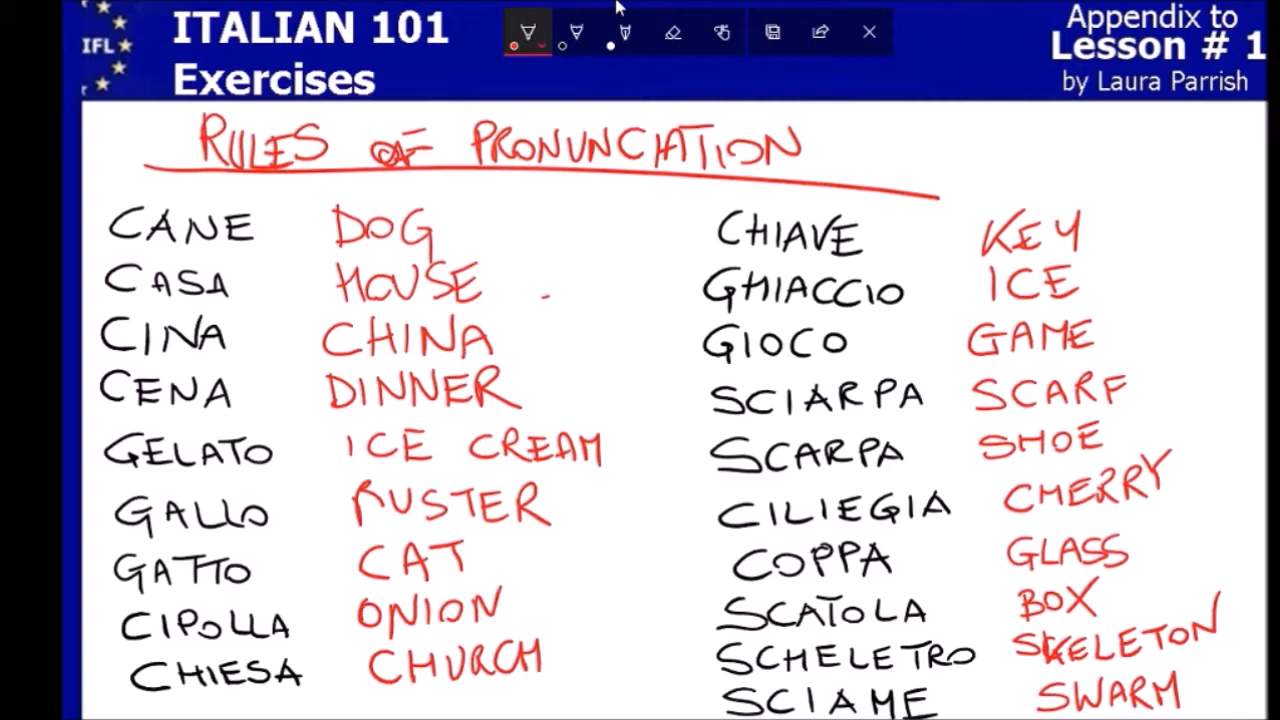 IFL
ITALIAN 101
Exercises
Appendix to
Lesson # 1
by Laura Parrish
RULES OF PRONUNCIATION
CANE DOG
CASA HOUSE
CINA CHINA
CENA DINNER
GELATO ICE CREAM
GALLO RUSTER
GATTO CAT
CIPOLLA ONION
CHIESA CHURCH
CHIAVE KEY
GHIACCIO ICE
GIOCO GAME
SCIARPA SCARF
SCARPA SHOE
CILIEGIA CHERRY
COPPA GLASS
SCATOLA BOX
SCHELETRO SKELETON
SCIAME SWARM